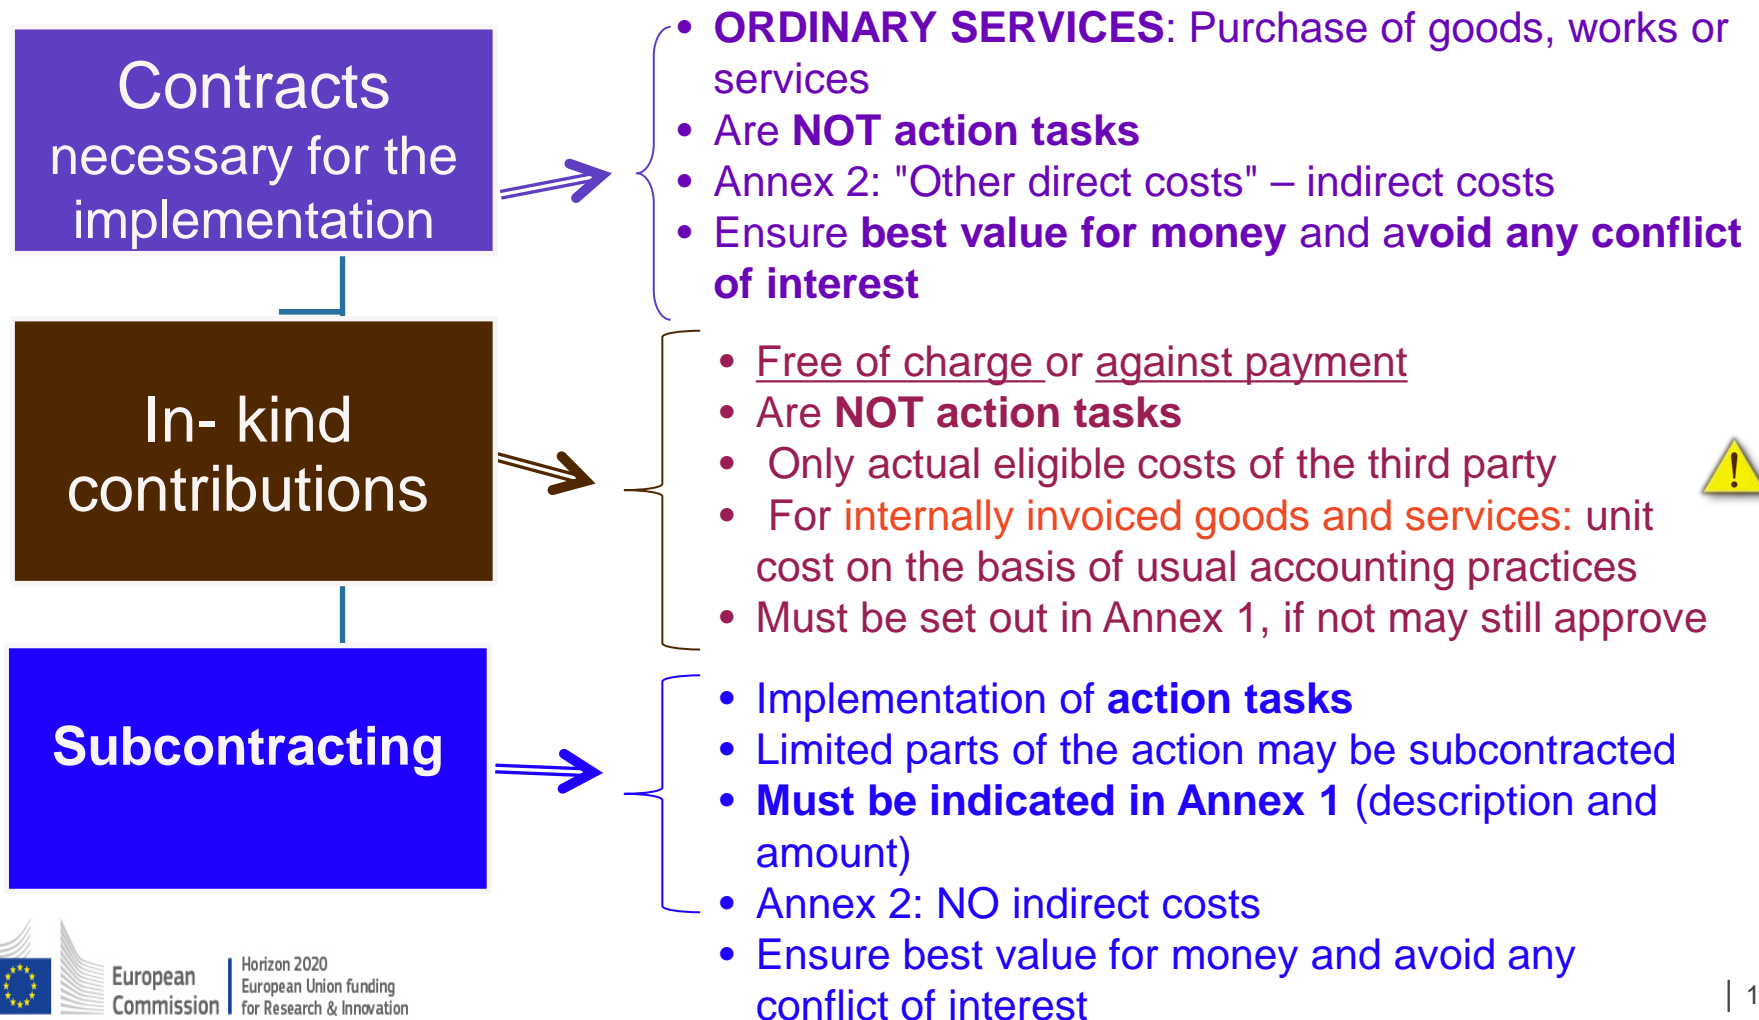 Contracts
necessary for the
implementation
• ORDINARY SERVICES: Purchase of goods, works or
services
• Are NOT action tasks
• Annex 2: "Other direct costs" – indirect costs
• Ensure best value for money and avoid any conflict
of interest
In- kind
contributions
• Free of charge or against payment
• Are NOT action tasks
• Only actual eligible costs of the third party
• For internally invoiced goods and services: unit
cost on the basis of usual accounting practices
• Must be set out in Annex 1, if not may still approve
Subcontracting
• Implementation of action tasks
• Limited parts of the action may be subcontracted
• Must be indicated in Annex 1 (description and
amount)
• Annex 2: NO indirect costs
• Ensure best value for money and avoid any
conflict of interest
European
Commission
Horizon 2020
European Union funding
for Research & Innovation
| 1